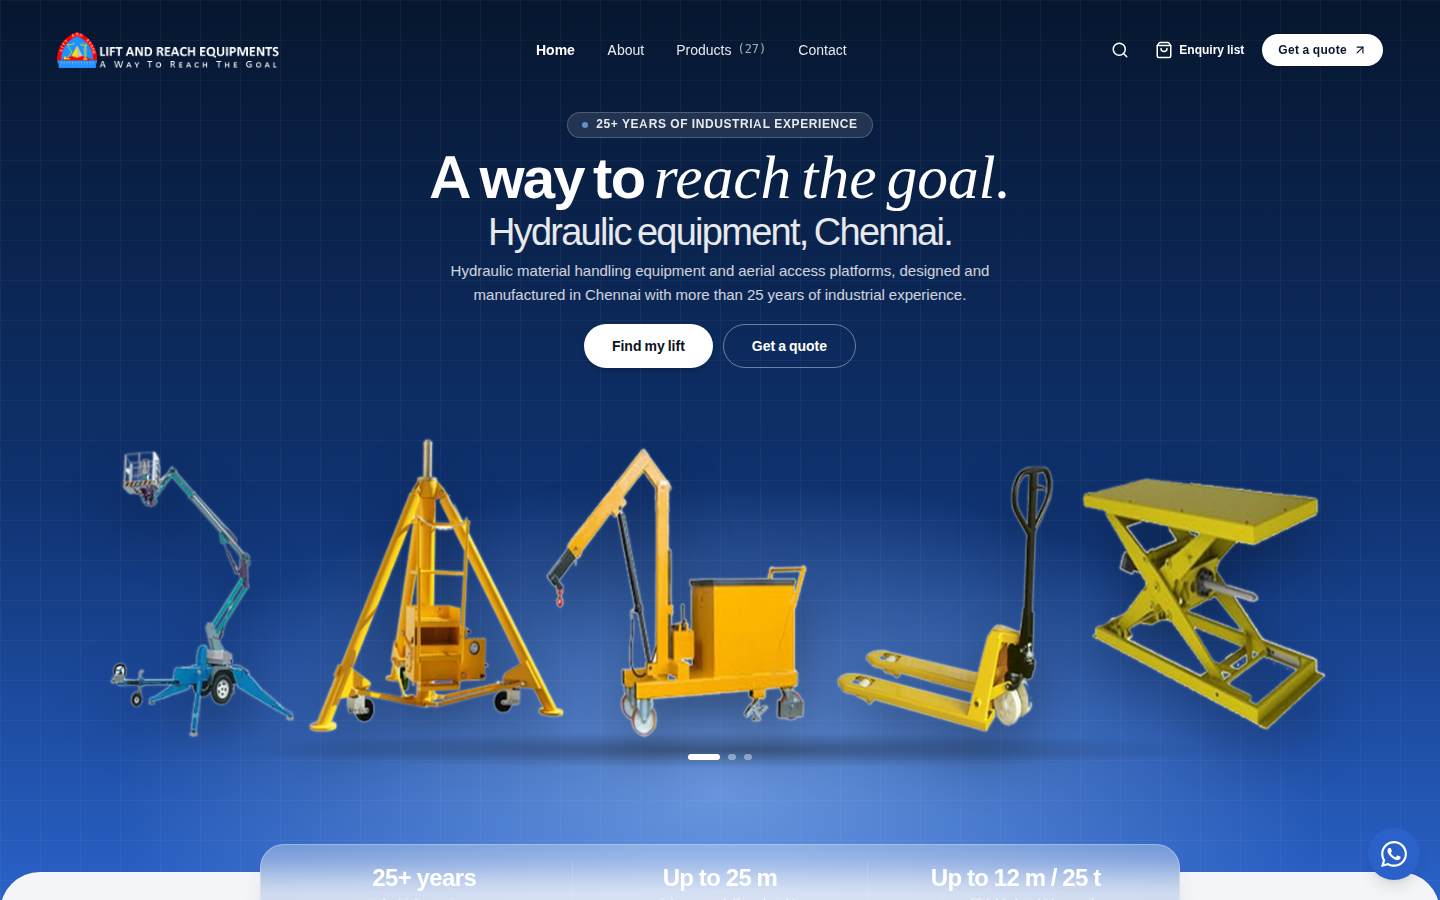 LIFT AND REACH EQUIPMENTS
A WAY TO REACH THE GOAL
Home
About
Products (27)
Contact
Enquiry list
Get a quote
25+ YEARS OF INDUSTRIAL EXPERIENCE
A way to reach the goal.
Hydraulic equipment, Chennai.
Hydraulic material handling equipment and aerial access platforms, designed and
manufactured in Chennai with more than 25 years of industrial experience.
Find my lift
Get a quote
25+ years
Up to 25 m
Up to 12 m / 25 t